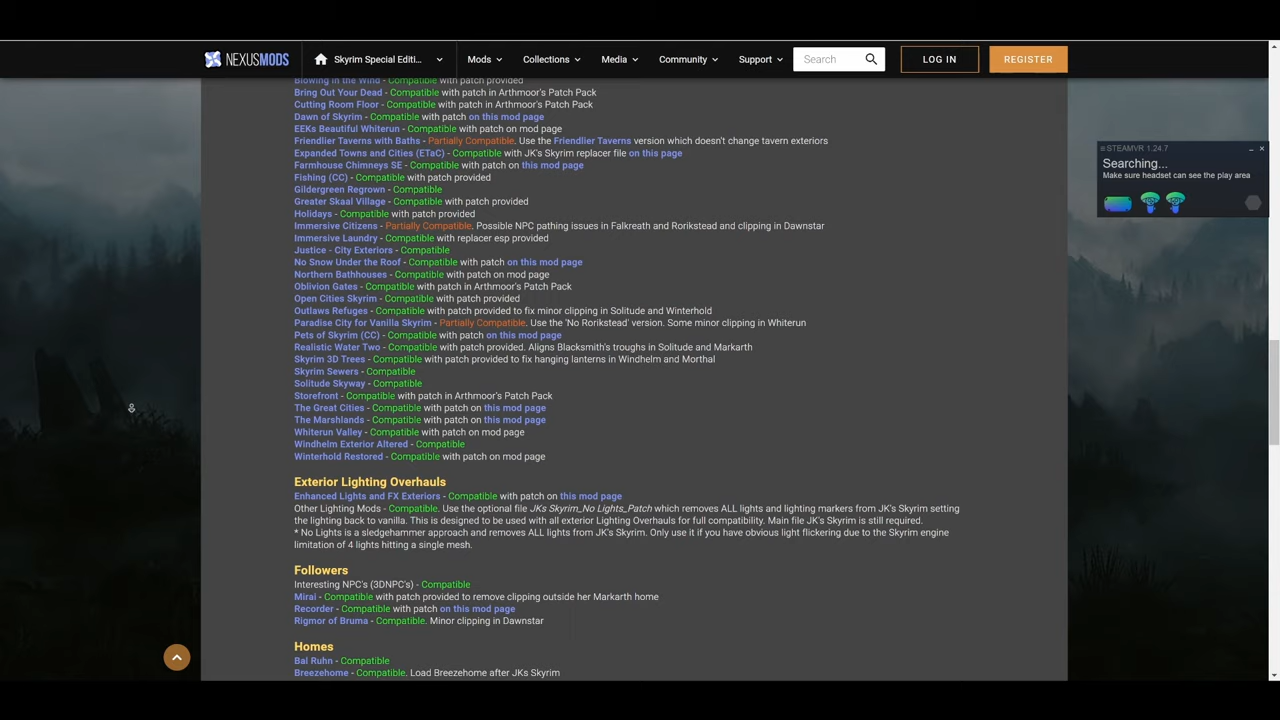 NEXUSMODS
Skyrim Special Editi...
Mods
Collections
Media
Community
Support
Search
LOG IN
REGISTER
Blowing in the Wind - Compatible with patch provided
Bring Out Your Dead - Compatible with patch in Arthmoor's Patch Pack
Cutting Room Floor - Compatible with patch in Arthmoor's Patch Pack
Dawn of Skyrim - Compatible with patch on this mod page
EEKs Beautiful Whiterun - Compatible with patch on mod page
Friendlier Taverns with Baths - Partially Compatible. Use the Friendlier Taverns version which doesn't change tavern exteriors
Expanded Towns and Cities (ETaC) - Compatible with JK's Skyrim replacer file on this page
Farmhouse Chimneys SE - Compatible with patch on this mod page
Fishing (CC) - Compatible with patch provided
Gildergreen Regrown - Compatible
Greater Skaal Village - Compatible with patch provided
Holidays - Compatible with patch provided
Immersive Citizens - Partially Compatible. Possible NPC pathing issues in Falkreath and Rorikstead and clipping in Dawnstar
Immersive Laundry - Compatible with replacer esp provided
Justice - City Exteriors - Compatible
No Snow Under the Roof - Compatible with patch on this mod page
Northern Bathhouses - Compatible with patch on mod page
Oblivion Gates - Compatible with patch in Arthmoor's Patch Pack
Open Cities Skyrim - Compatible with patch provided
Outlaws Refuges - Compatible with patch provided to fix minor clipping in Solitude and Winterhold
Paradise City for Vanilla Skyrim - Partially Compatible. Use the 'No Rorikstead' version. Some minor clipping in Whiterun
Pets of Skyrim (CC) - Compatible with patch on this mod page
Realistic Water Two - Compatible with patch provided. Aligns Blacksmith's troughs in Solitude and Markarth
Skyrim 3D Trees - Compatible with patch provided to fix hanging lanterns in Windhelm and Morthal
Skyrim Sewers - Compatible
Solitude Skyway - Compatible
Storefront - Compatible with patch in Arthmoor's Patch Pack
The Great Cities - Compatible with patch on this mod page
The Marshlands - Compatible with patch on this mod page
Whiterun Valley - Compatible with patch on mod page
Windhelm Exterior Altered - Compatible
Winterhold Restored - Compatible with patch on mod page
Exterior Lighting Overhauls
Enhanced Lights and FX Exteriors - Compatible with patch on this mod page
Other Lighting Mods - Compatible. Use the optional file JKs Skyrim_No Lights_Patch which removes ALL lights and lighting markers from JK's Skyrim setting
the lighting back to vanilla. This is designed to be used with all exterior Lighting Overhauls for full compatibility. Main file JK's Skyrim is still required.
* No Lights is a sledgehammer approach and removes ALL lights from JK's Skyrim. Only use it if you have obvious light flickering due to the Skyrim engine
limitation of 4 lights hitting a single mesh.
Followers
Interesting NPC's (3DNPC's) - Compatible
Mirai - Compatible with patch provided to remove clipping outside her Markarth home
Recorder - Compatible with patch on this mod page
Rigmor of Bruma - Compatible. Minor clipping in Dawnstar
Homes
Bal Ruhn - Compatible
Breezehome - Compatible. Load Breezehome after JKs Skyrim
STEAMVR 1.24.7
Searching...
Make sure headset can see the play area